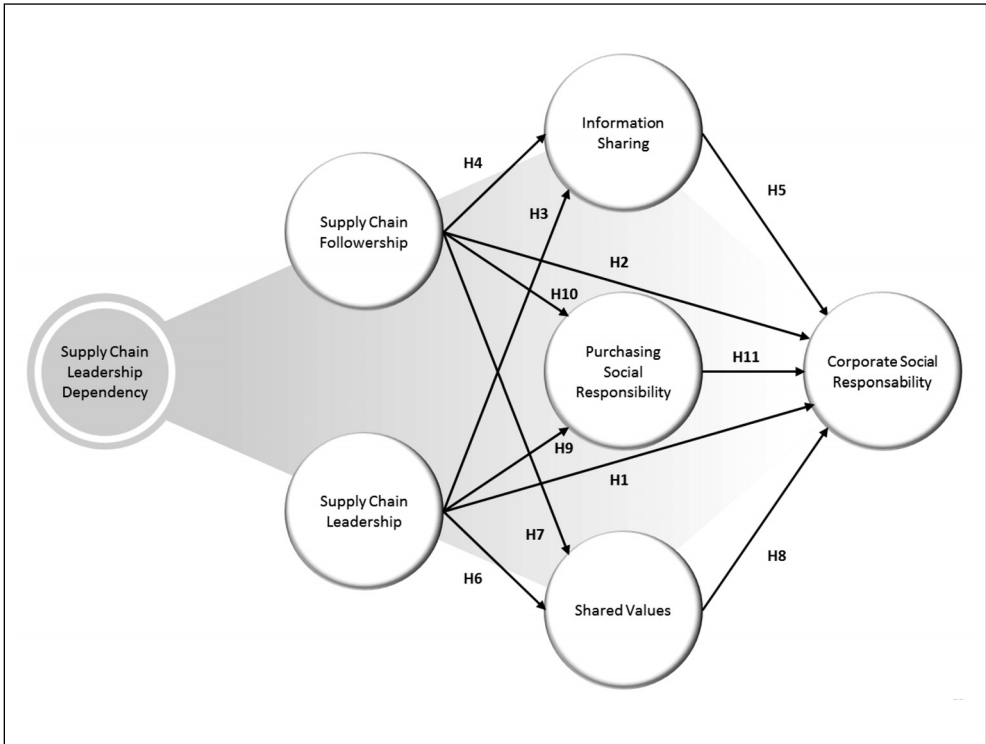 Information
Sharing
H4
H5
H3
Supply Chain
Followership
H2
H10
Supply Chain
Leadership
Dependency
Purchasing
Social
Responsibility
H11
Corporate Social
Responsability
H9
H1
Supply Chain
Leadership
H7
H8
H6
Shared Values